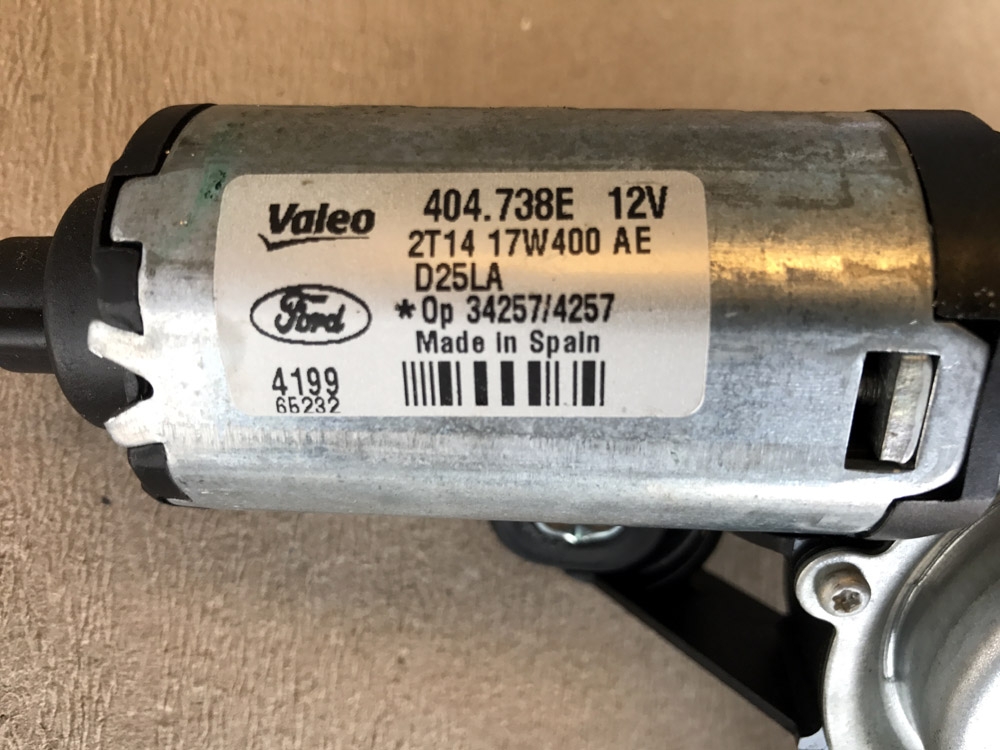 Valeo 404.738E 12V
2T14 17W400 AE
D25LA
Ford *Op 34257/4257
Made in Spain
4199
65232